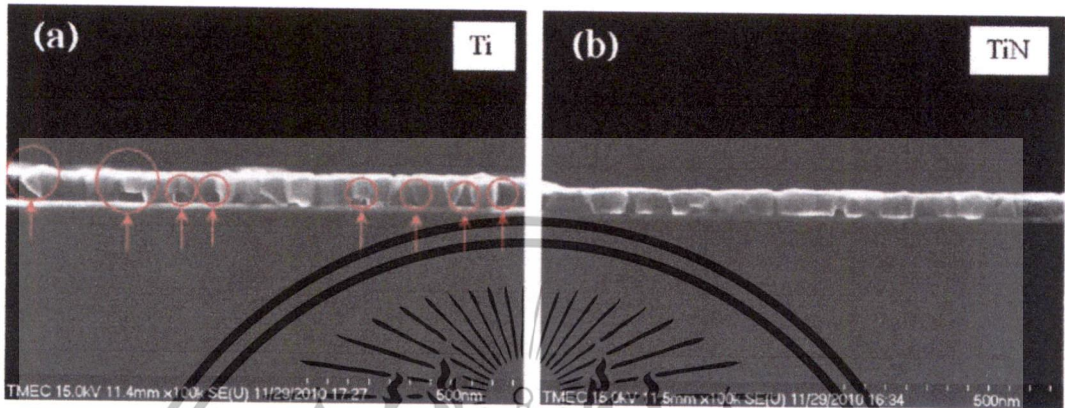 (a)
Ti
TMEC 15.0kV 11.4mm x100k SE(U) 11/29/2010 17:27 500nm
(b)
TiN
TMEC 15.0kV 11.5mm x100k SE(U) 11/29/2010 16:34 500nm